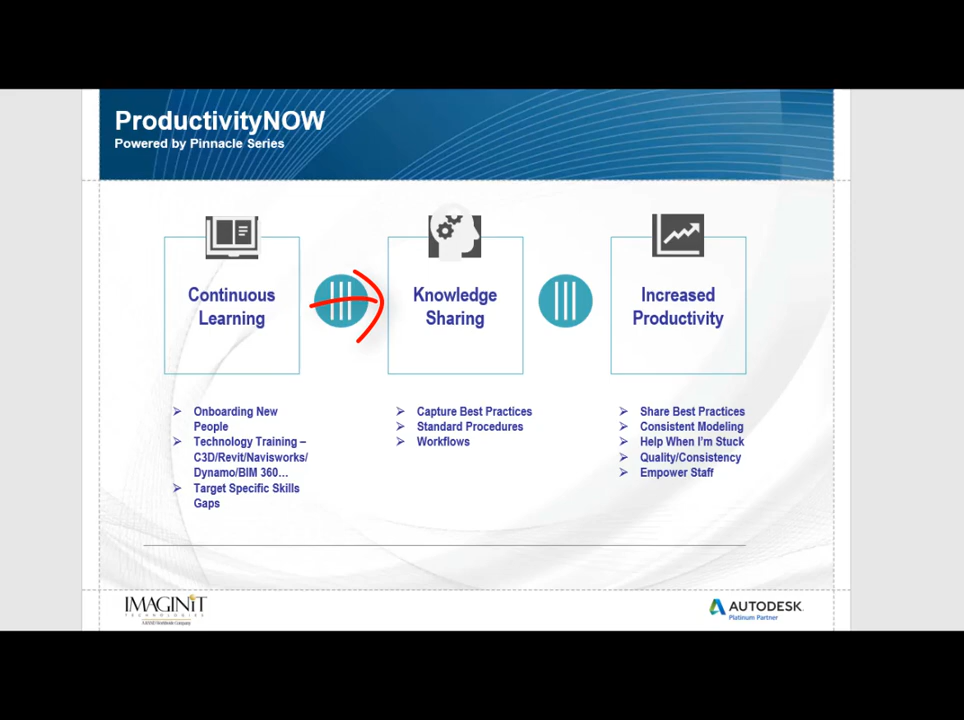 ProductivityNOW
Powered by Pinnacle Series
Continuous
Learning
Knowledge
Sharing
Increased
Productivity
Onboarding New
People
Technology Training –
C3D/Revit/Navisworks/
Dynamo/BIM 360...
Target Specific Skills
Gaps
Capture Best Practices
Standard Procedures
Workflows
Share Best Practices
Consistent Modeling
Help When I'm Stuck
Quality/Consistency
Empower Staff
IMAGINiT
TECHNOLOGIES
AUTODESK.
Platinum Partner